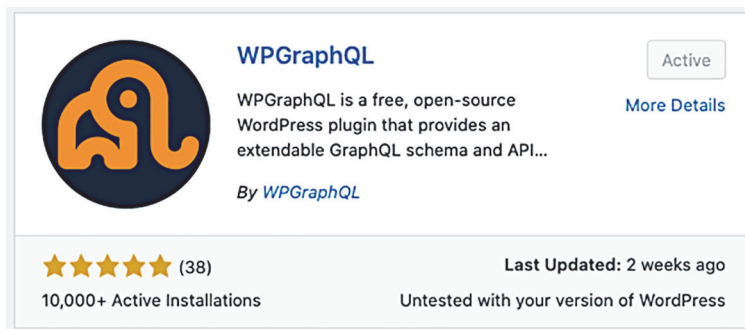 WPGraphQL
Active
WPGraphQL is a free, open-source
More Details
WordPress plugin that provides an
extendable GraphQL schema and API...
By WPGraphQL
(38)
Last Updated: 2 weeks ago
10,000+ Active Installations
Untested with your version of WordPress